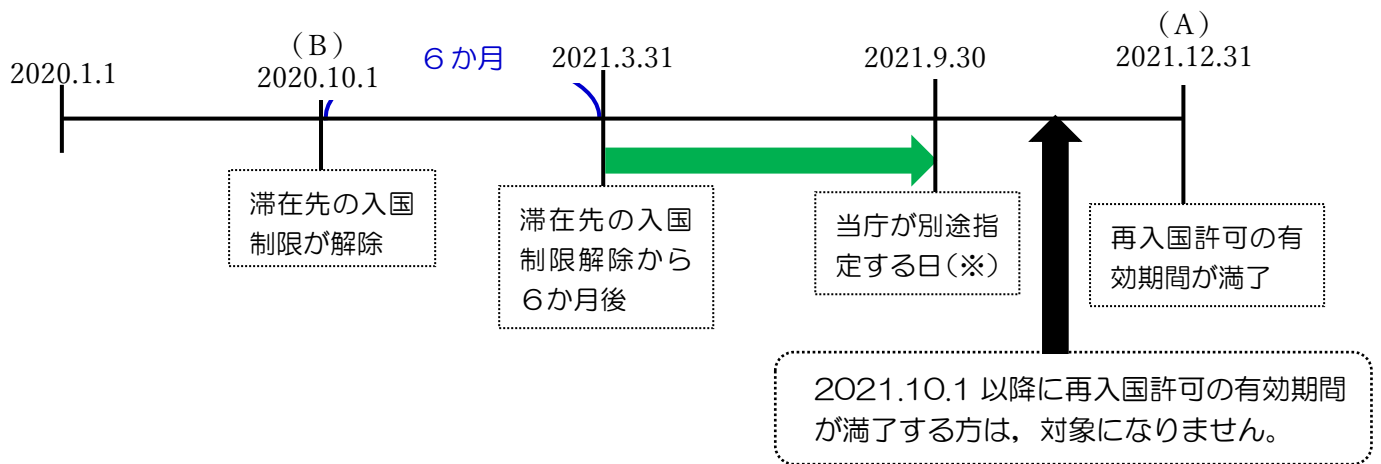 2020.1.1
（B）
2020.10.1
６か月
2021.3.31
2021.9.30
（A）
2021.12.31
滞在先の入国
制限が解除
滞在先の入国
制限解除から
６か月後
当庁が別途指
定する日(※)
再入国許可の有
効期間が満了
2021.10.1 以降に再入国許可の有効期間
が満了する方は，対象になりません。